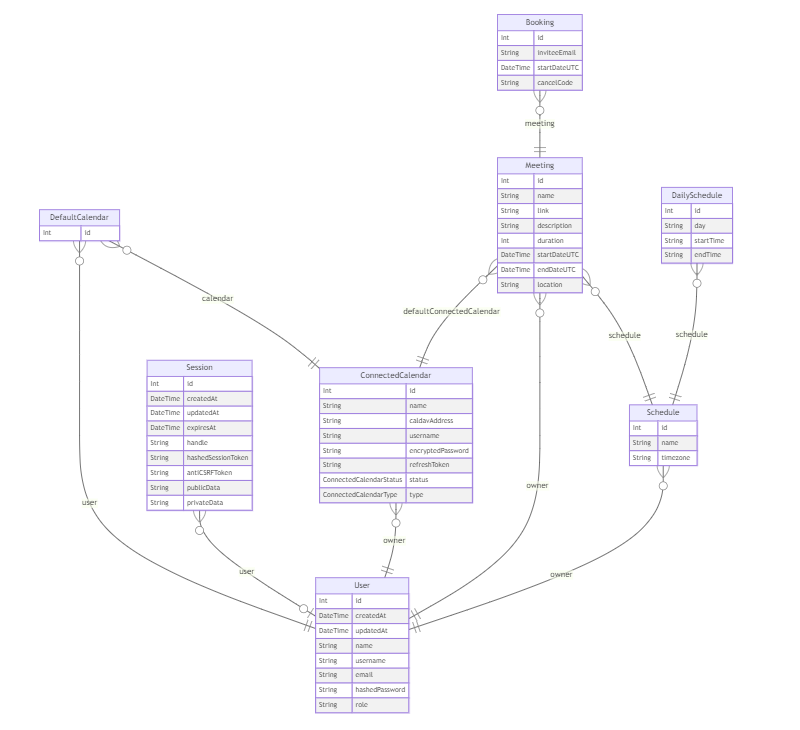 Booking
Int id
String inviteeEmail
DateTime startDateUTC
String cancelCode
meeting
Meeting
Int id
String name
String link
String description
Int duration
DateTime startDateUTC
DateTime endDateUTC
String location
DailySchedule
Int id
String day
String startTime
String endTime
DefaultCalendar
Int id
calendar
defaultConnectedCalendar
schedule
schedule
Session
Int id
DateTime createdAt
DateTime updatedAt
DateTime expiresAt
String handle
String hashedSessionToken
String antiCSRFToken
String publicData
String privateData
ConnectedCalendar
Int id
String name
String caldavAddress
String username
String encryptedPassword
String refreshToken
ConnectedCalendarStatus status
ConnectedCalendarType type
Schedule
Int id
String name
String timezone
user
owner
owner
user
owner
User
Int id
DateTime createdAt
DateTime updatedAt
String name
String username
String email
String hashedPassword
String role